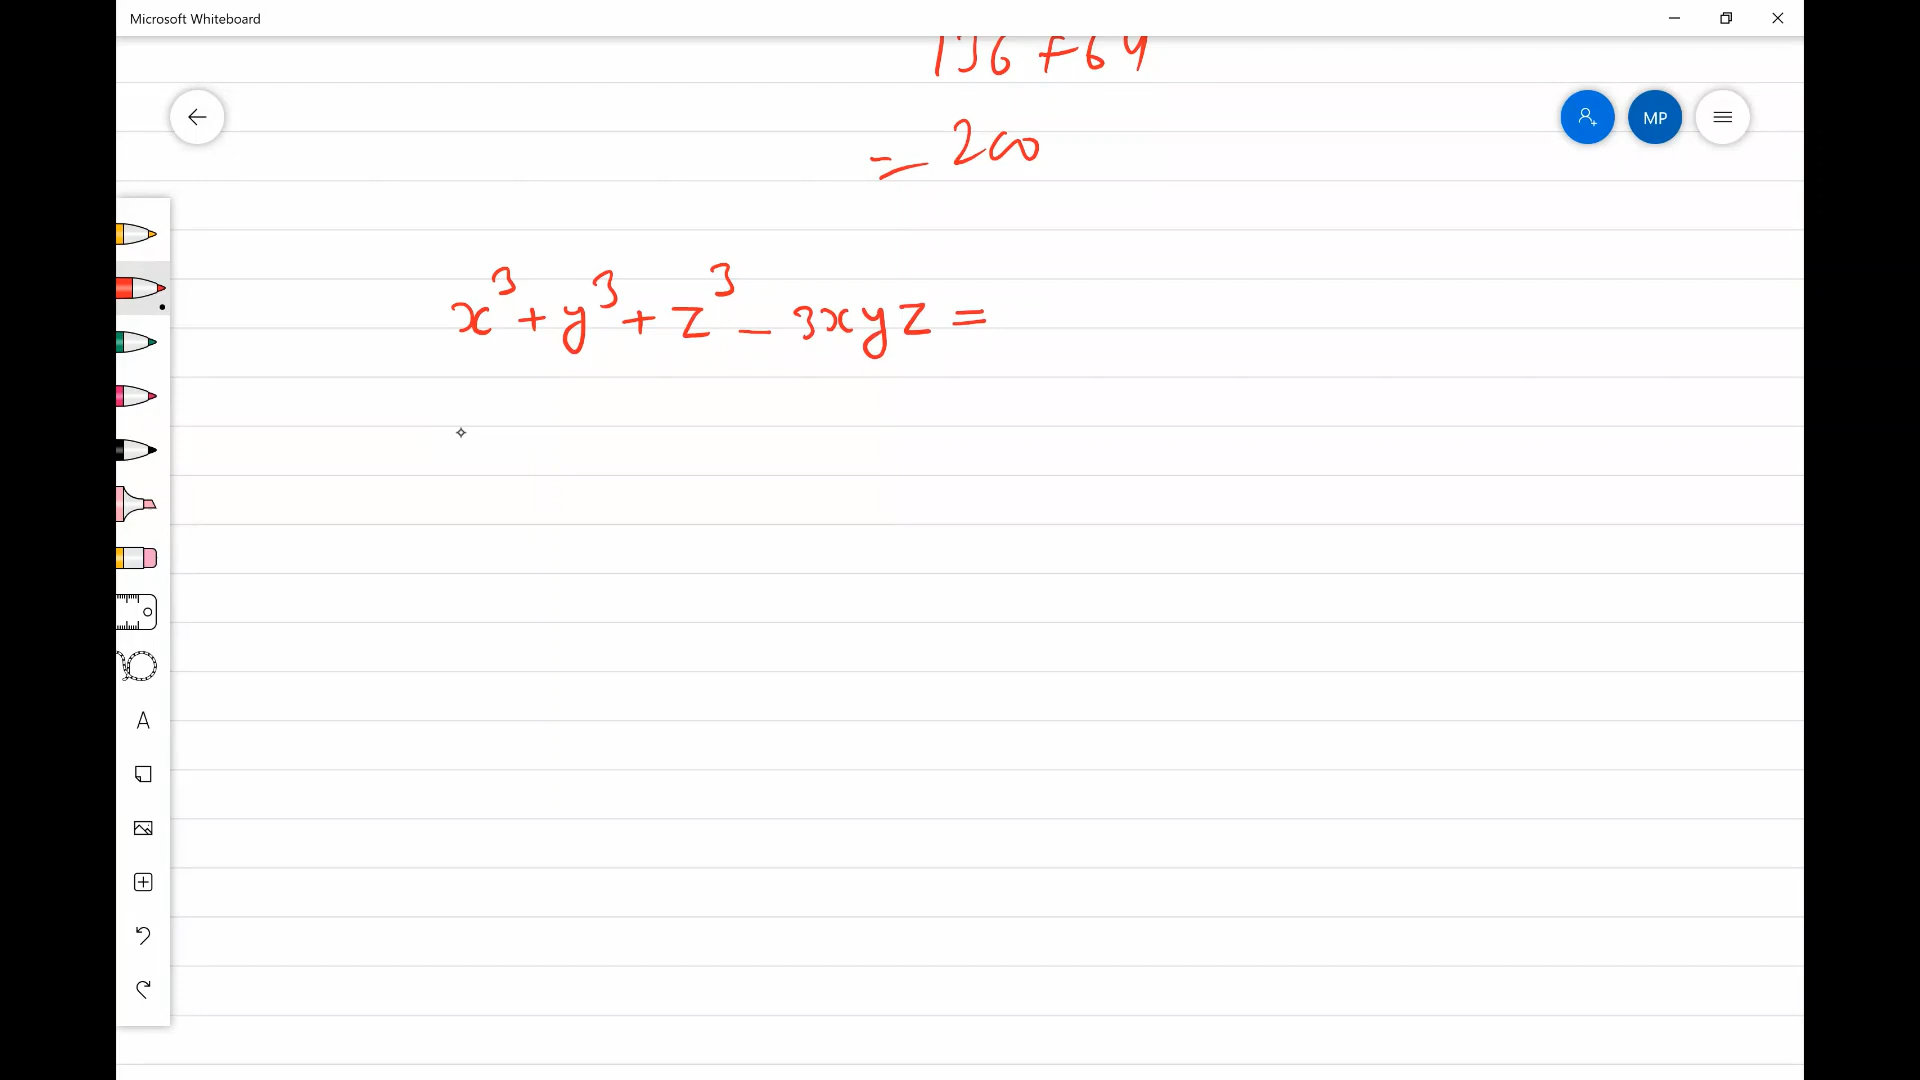 Microsoft Whiteboard
136 + 64
= 200
MP
x³ + y³ + z³ - 3xyz =
A